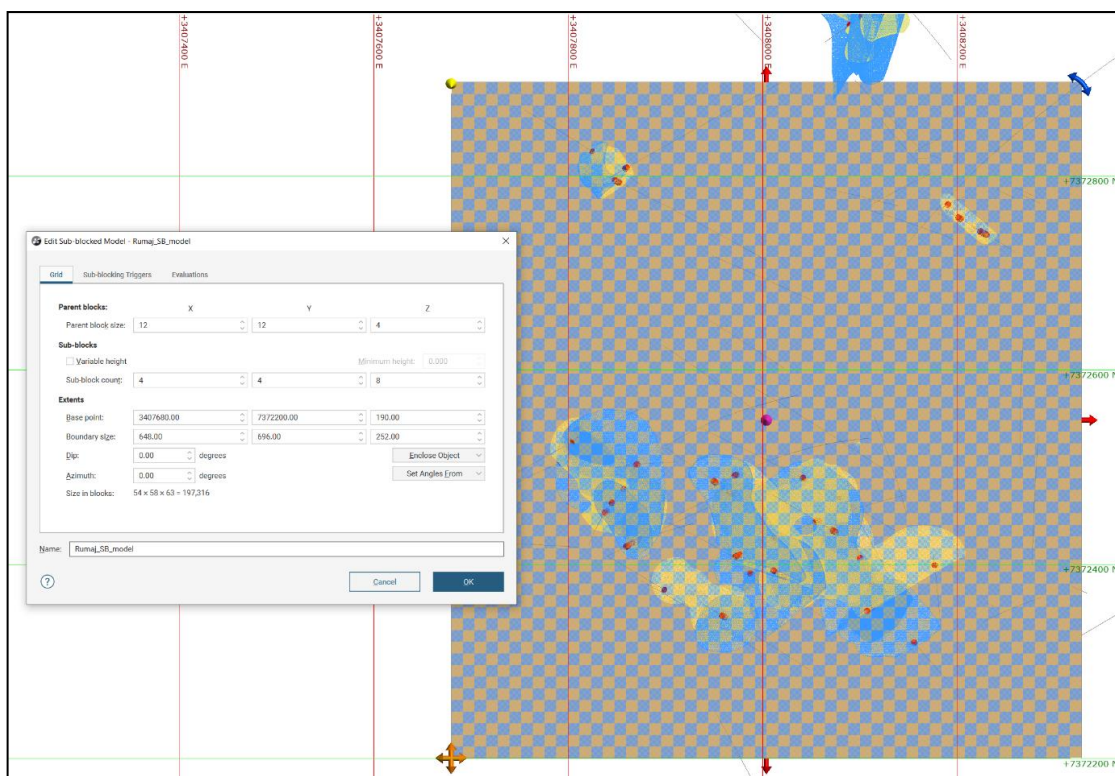 +3407400 E
+3407600 E
+3407800 E
+3408000 E
+3408200 E
+7372800 N
Edit Sub-blocked Model - Rumaj_SB_model
Grid Sub-blocking Triggers Evaluations
Parent blocks: X Y Z
Parent block size: 12 12 4
Sub-blocks
Variable height Minimum height: 0.000
Sub-block count: 4 4 8
Extents
Base point: 3407680.00 7372200.00 190.00
Boundary size: 648.00 696.00 252.00
Dip: 0.00 degrees Enclose Object
Azimuth: 0.00 degrees Set Angles From
Size in blocks: 54 × 58 × 63 = 197,316
Name: Rumaj_SB_model
? Cancel OK
+7372600 N
+7372400 N
+7372200 N